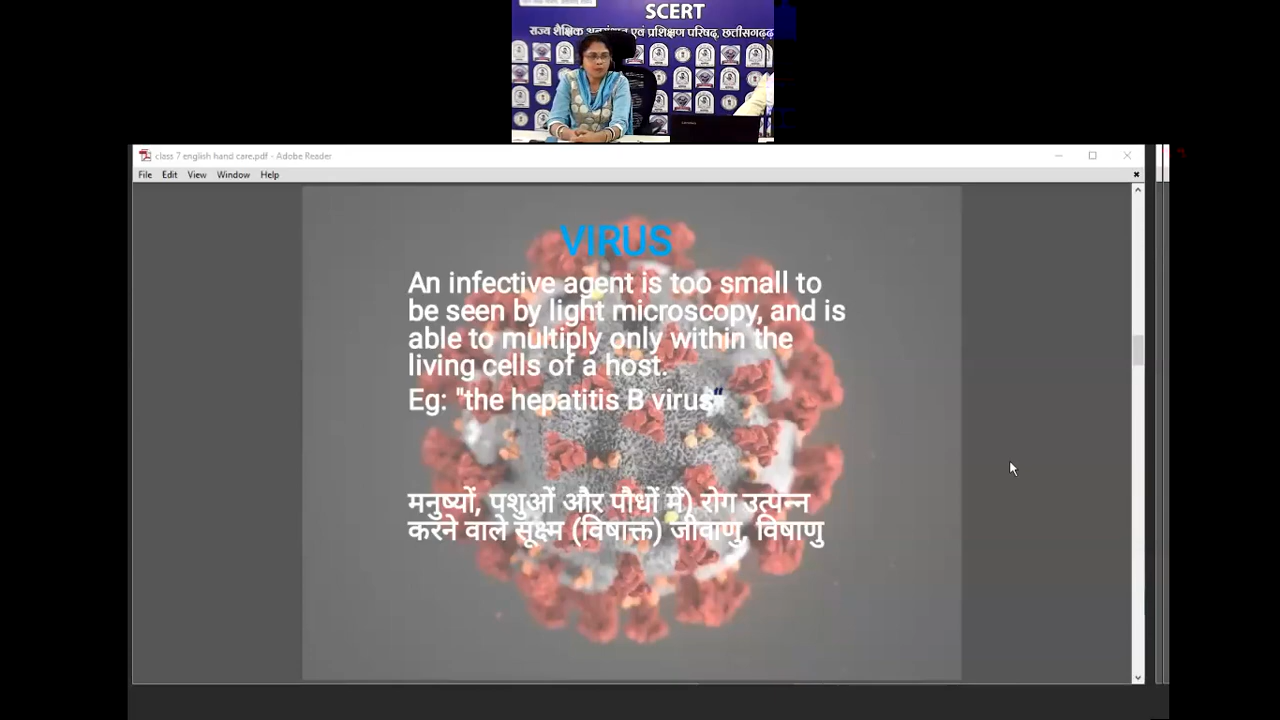 SCERT
राज्य शैक्षिक अनुसंधान एवं प्रशिक्षण परिषद, छत्तीसगढ़
class 7 english hand care.pdf - Adobe Reader
File Edit View Window Help
VIRUS
An infective agent is too small to
be seen by light microscopy, and is
able to multiply only within the
living cells of a host.
Eg: "the hepatitis B virus“
मनुष्यों, पशुओं और पौधों में) रोग उत्पन्न
करने वाले सूक्ष्म (विषाक्त) जीवाणु, विषाणु